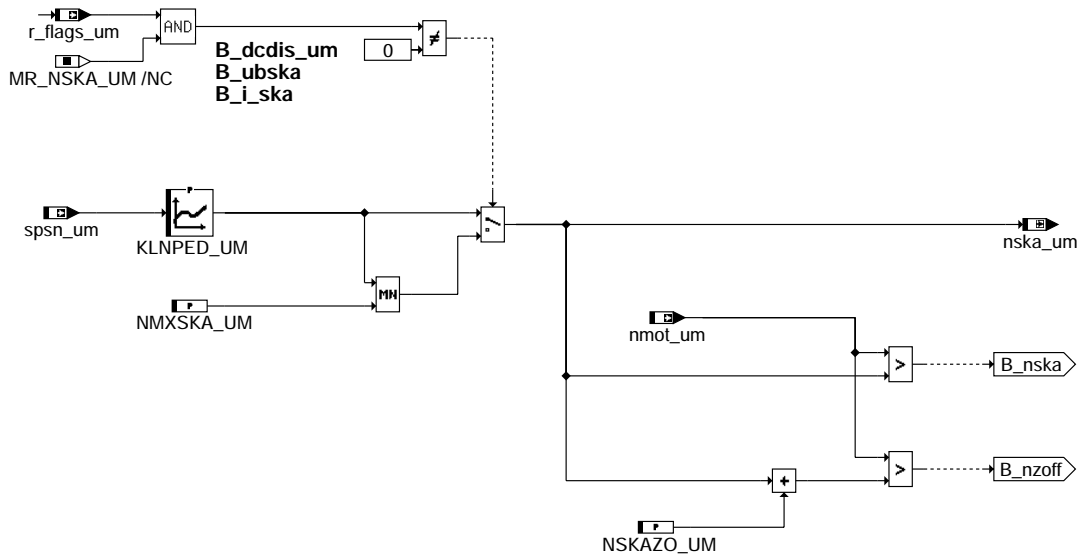 r_flags_um
AND
MR_NSKA_UM /NC
B_dcdis_um
B_ubska
B_i_ska
0
≠
spsn_um
P
KLNPED_UM
MN
P
NMXSKA_UM
nska_um
nmot_um
>
B_nska
>
B_nzoff
+
P
NSKAZO_UM